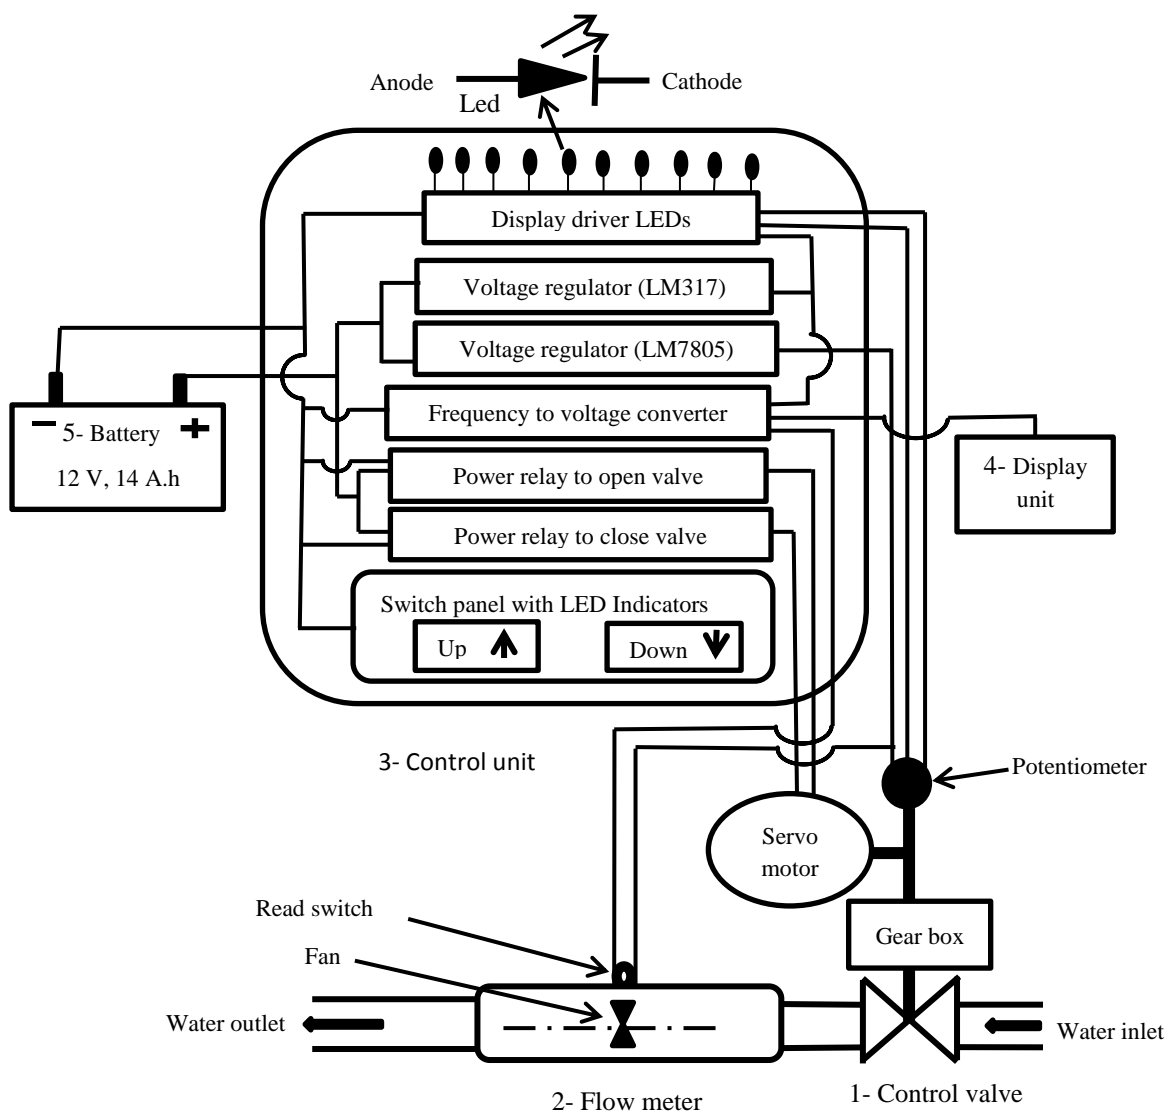 Anode
Cathode
Led
Display driver LEDs
Voltage regulator (LM317)
Voltage regulator (LM7805)
Frequency to voltage converter
Power relay to open valve
Power relay to close valve
Switch panel with LED Indicators
Up
Down
5- Battery
12 V, 14 A.h
4- Display
unit
3- Control unit
Potentiometer
Servo
motor
Read switch
Gear box
Fan
Water outlet
Water inlet
1- Control valve
2- Flow meter